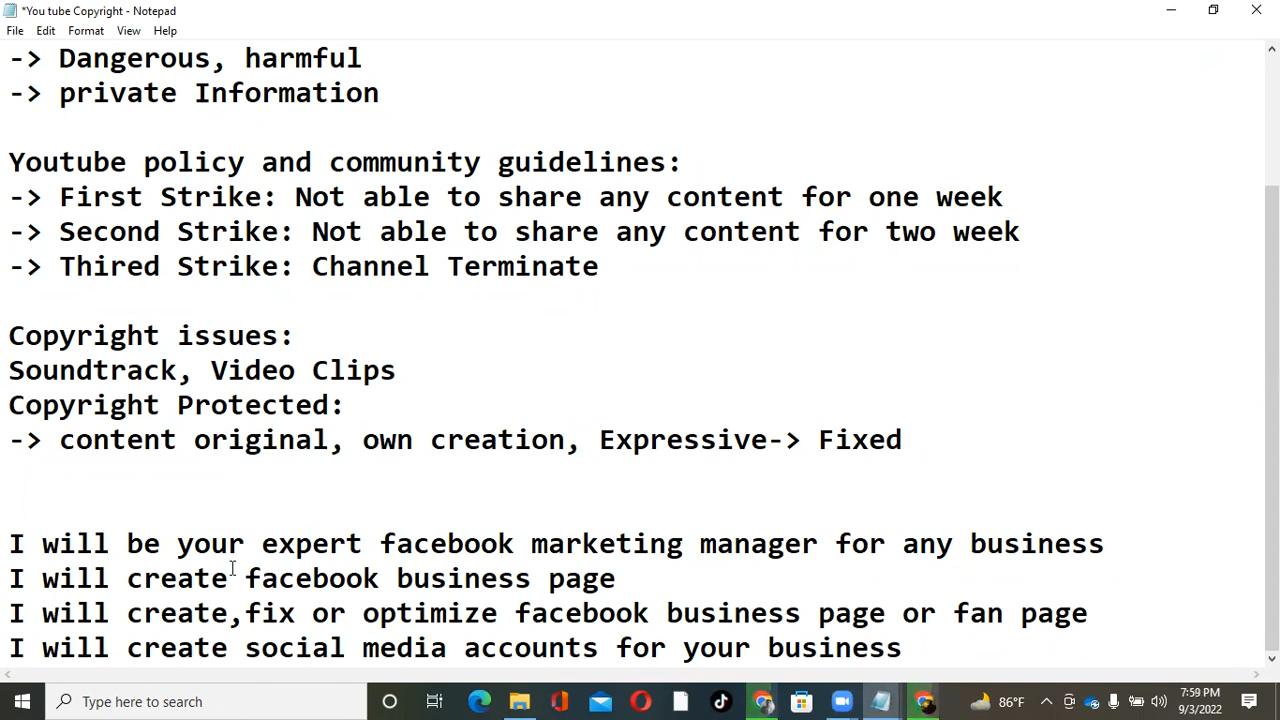 *You tube Copyright - Notepad
File Edit Format View Help
-> Dangerous, harmful
-> private Information
Youtube policy and community guidelines:
-> First Strike: Not able to share any content for one week
-> Second Strike: Not able to share any content for two week
-> Thired Strike: Channel Terminate
Copyright issues:
Soundtrack, Video Clips
Copyright Protected:
-> content original, own creation, Expressive-> Fixed
I will be your expert facebook marketing manager for any business
I will create facebook business page
I will create,fix or optimize facebook business page or fan page
I will create social media accounts for your business
Type here to search
86°F
7:59 PM
9/3/2022